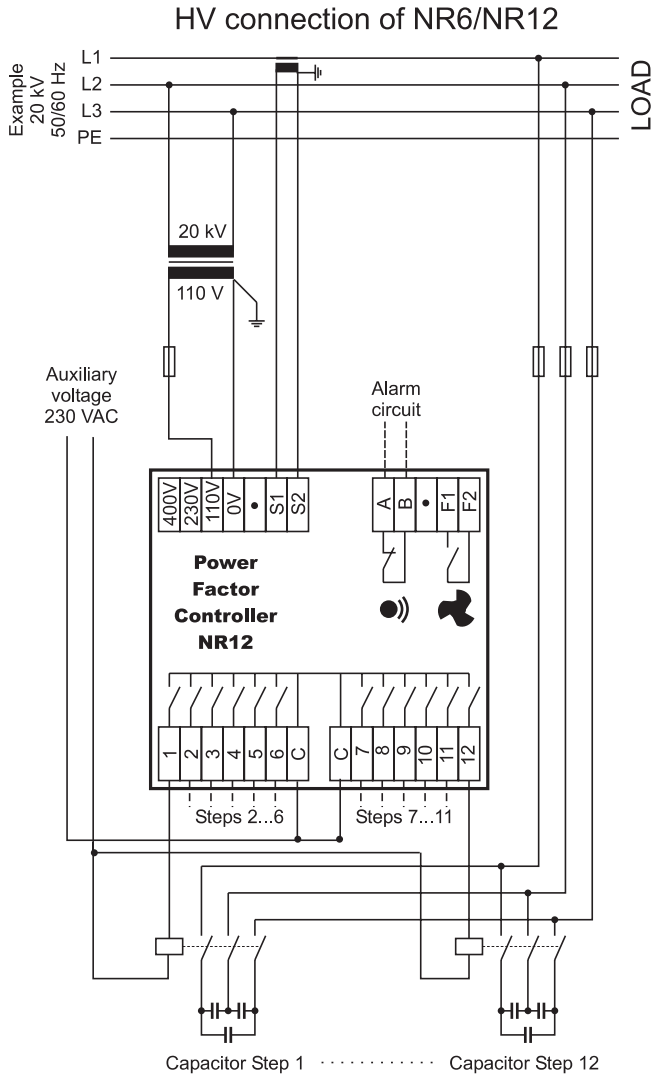 HV connection of NR6/NR12
Example
20 kV
50/60 Hz
L1
L2
L3
PE
LOAD
20 kV
110 V
Auxiliary
voltage
230 VAC
Alarm
circuit
400V
230V
110V
0V
S1
S2
A
B
F1
F2
Power
Factor
Controller
NR12
1
2
3
4
5
6
C
C
7
8
9
10
11
12
Steps 2...6
Steps 7...11
Capacitor Step 1 . . . . . . . . . . . . Capacitor Step 12